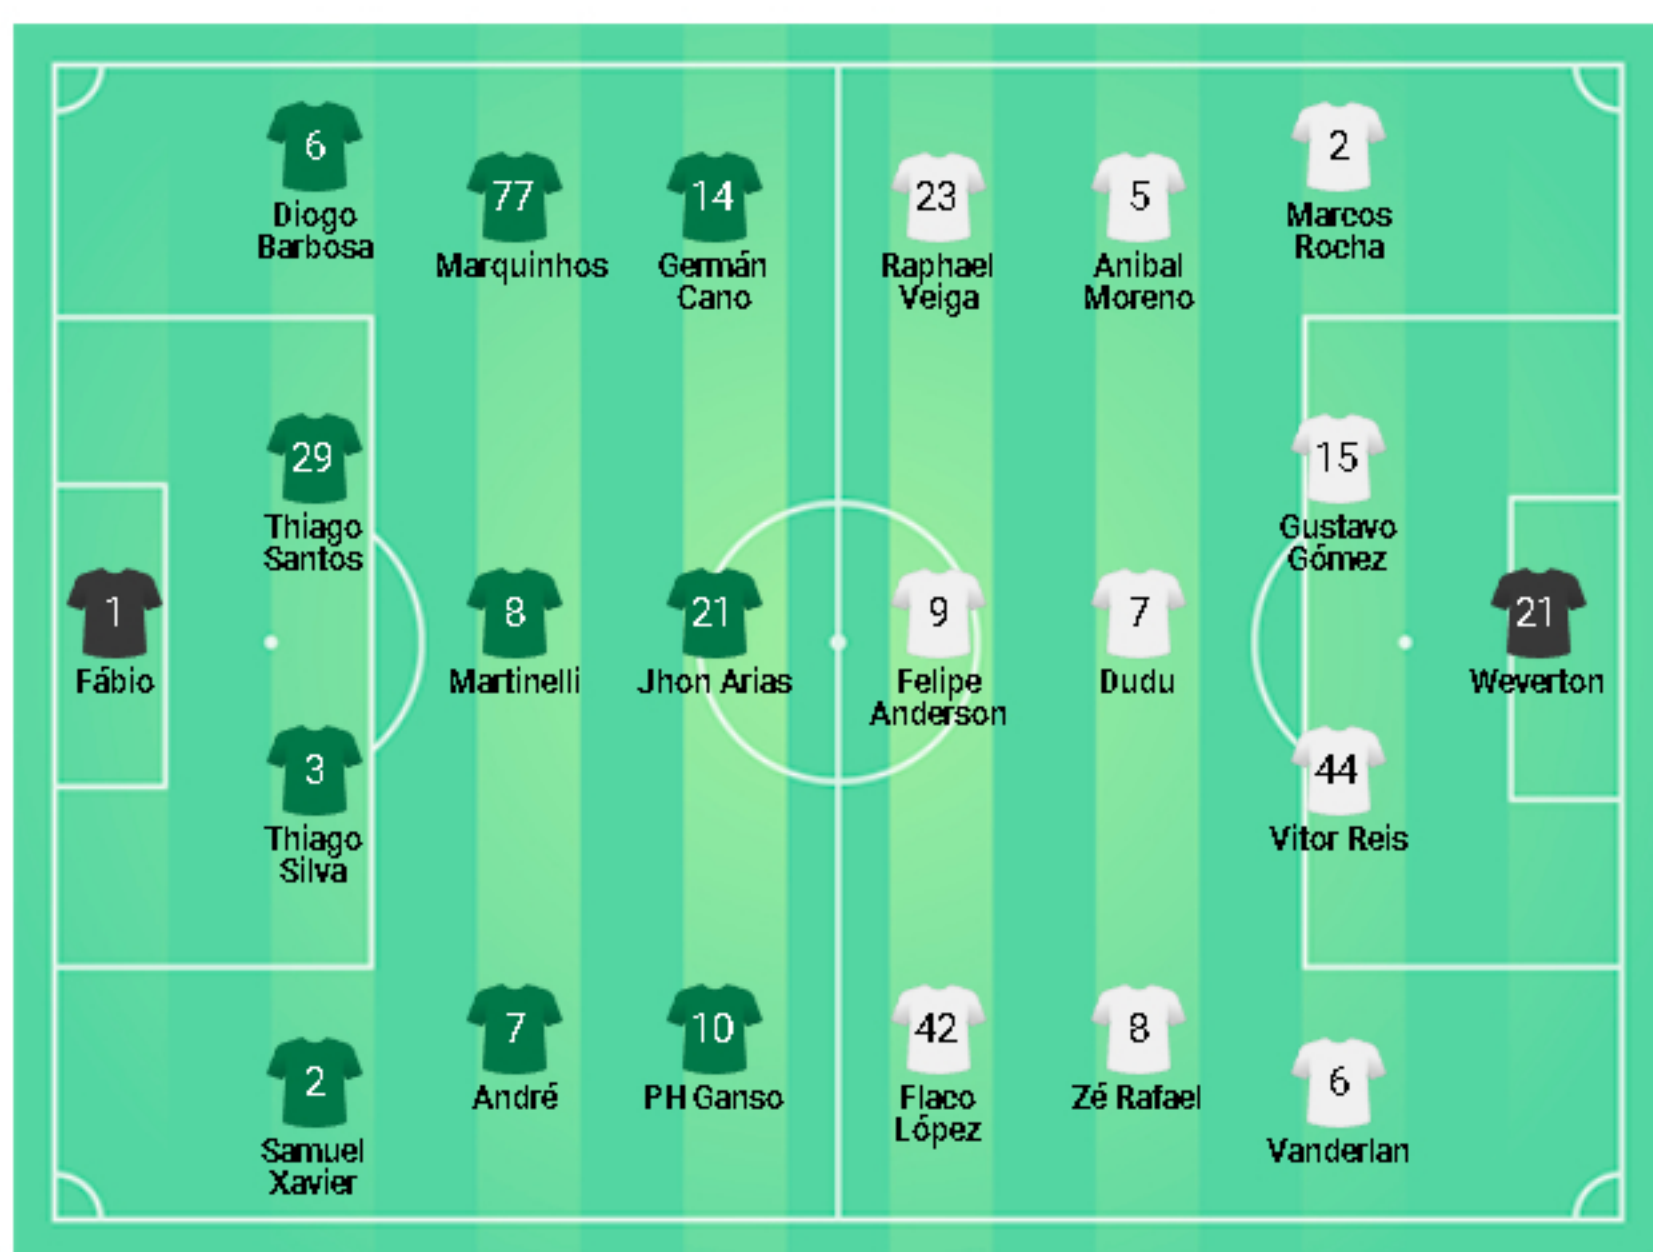 6
Diogo
Barbosa
77
Marquinhos
14
Germán
Cano
23
Raphael
Veiga
5
Anibal
Moreno
2
Marcos
Rocha
29
Thiago
Santos
15
Gustavo
Gómez
1
Fábio
8
Martinelli
21
Jhon Arias
9
Felipe
Anderson
7
Dudu
21
Weverton
3
Thiago
Silva
44
Vitor Reis
2
Samuel
Xavier
7
André
10
PH Ganso
42
Flaco
López
8
Zé Rafael
6
Vanderlan